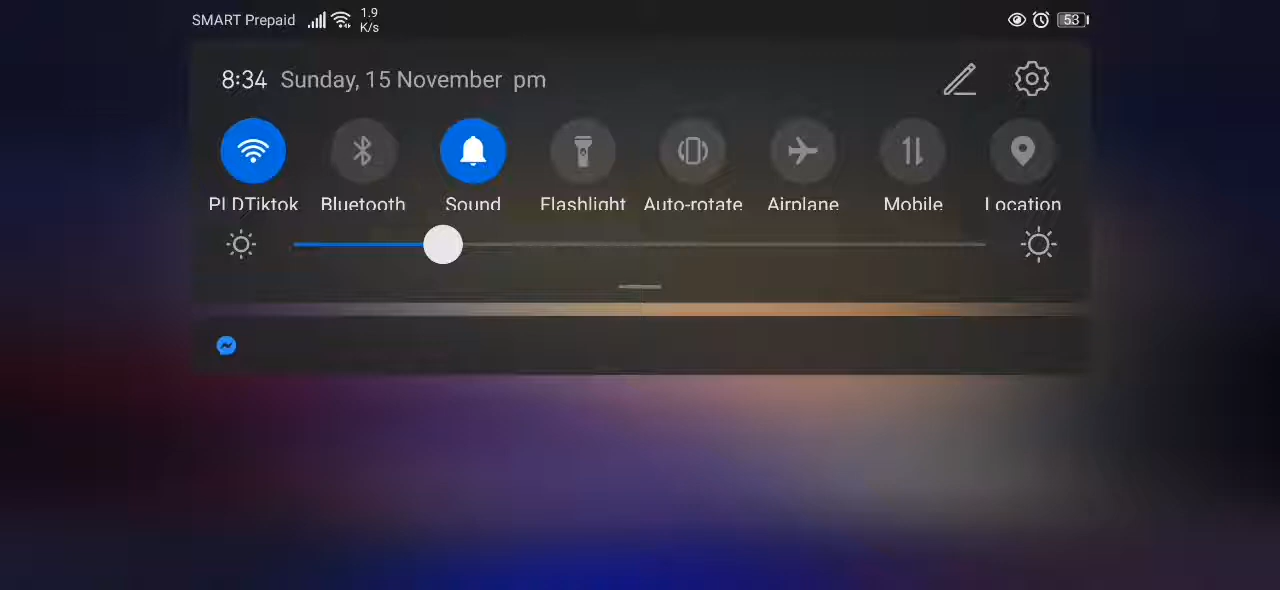 SMART Prepaid 1.9 K/s 53
8:34 Sunday, 15 November pm
PLDTiktok Bluetooth Sound Flashlight Auto-rotate Airplane Mobile Location